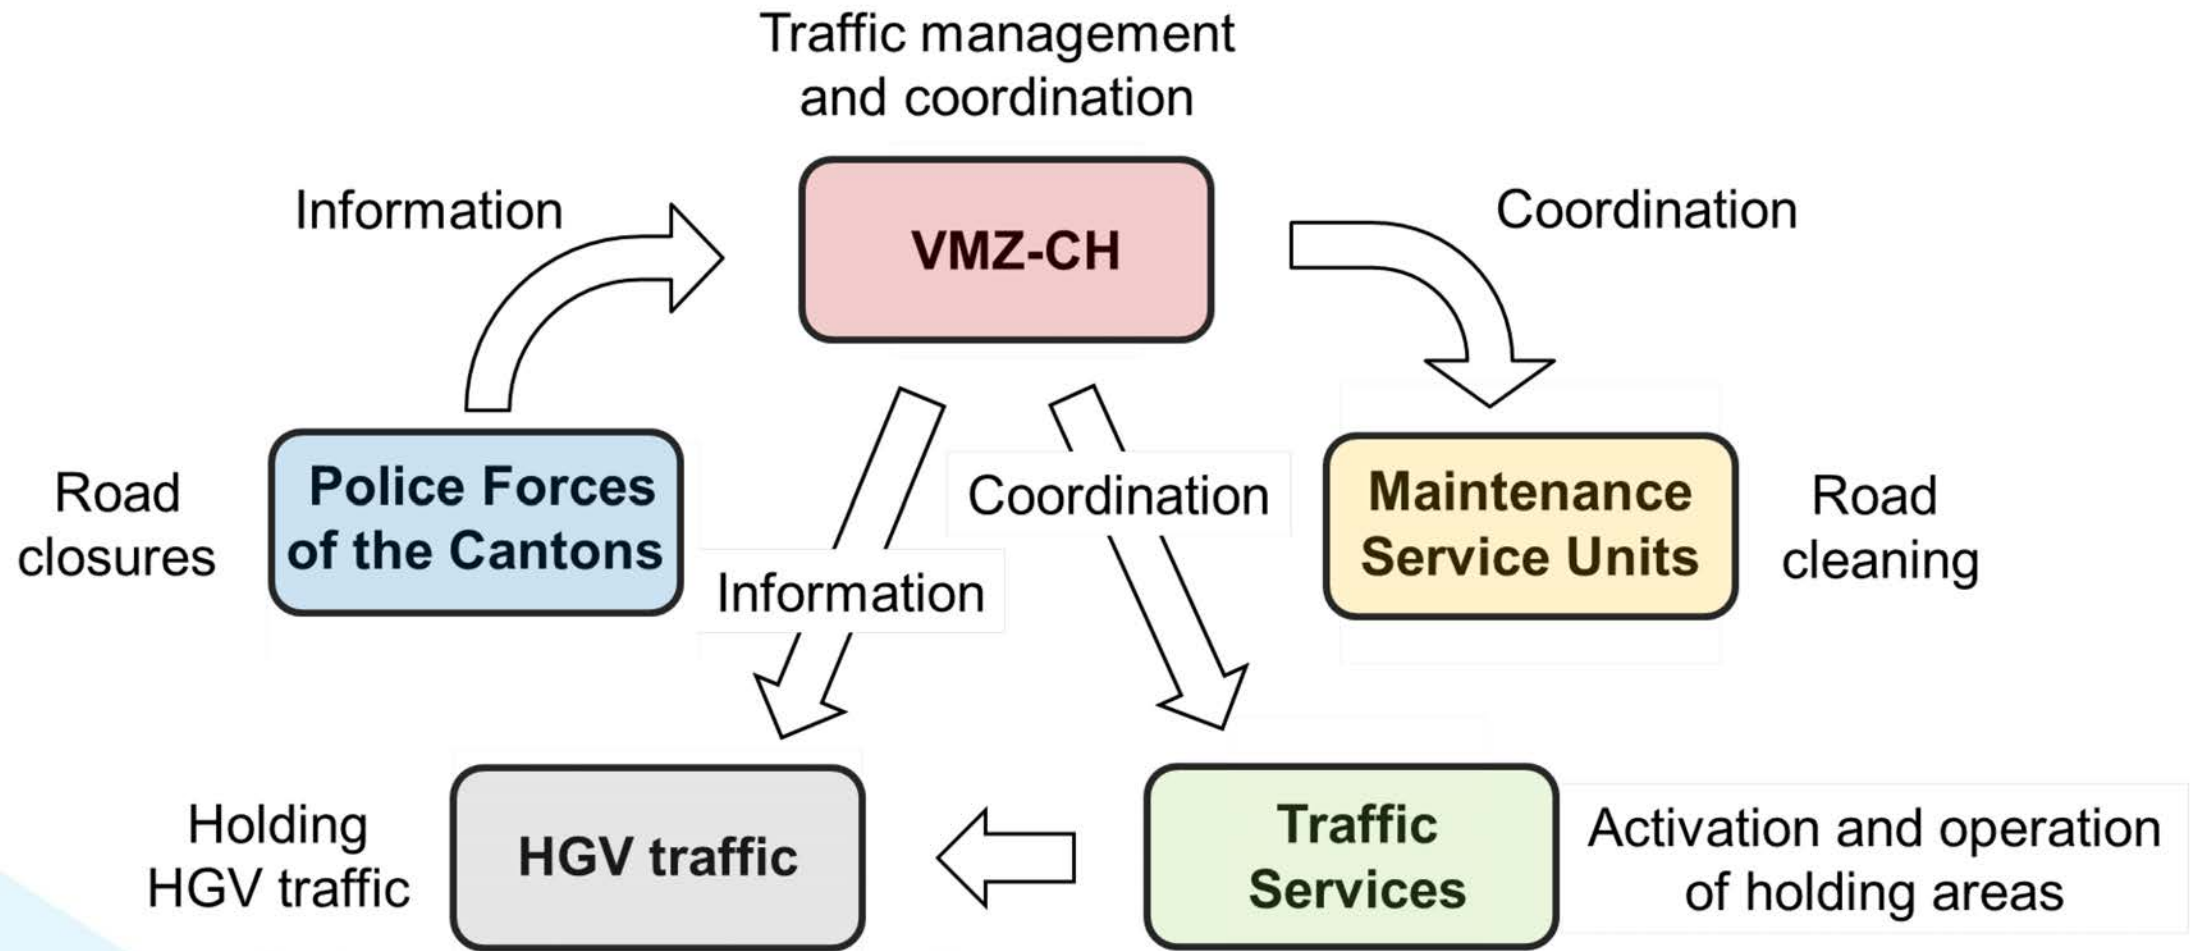 Traffic management
and coordination
Information
VMZ-CH
Coordination
Road
closures
Police Forces
of the Cantons
Information
Coordination
Maintenance
Service Units
Road
cleaning
Holding
HGV traffic
HGV traffic
Traffic
Services
Activation and operation
of holding areas